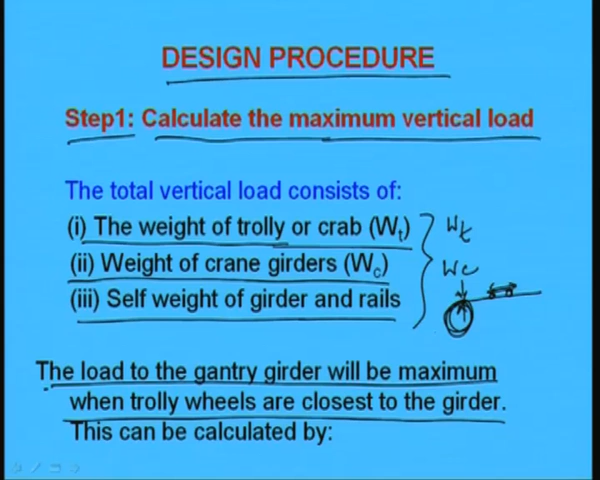 DESIGN PROCEDURE
Step1: Calculate the maximum vertical load
The total vertical load consists of:
(i) The weight of trolly or crab (Wt)
Wt
(ii) Weight of crane girders (Wc)
Wc
(iii) Self weight of girder and rails
The load to the gantry girder will be maximum
when trolly wheels are closest to the girder.
This can be calculated by: